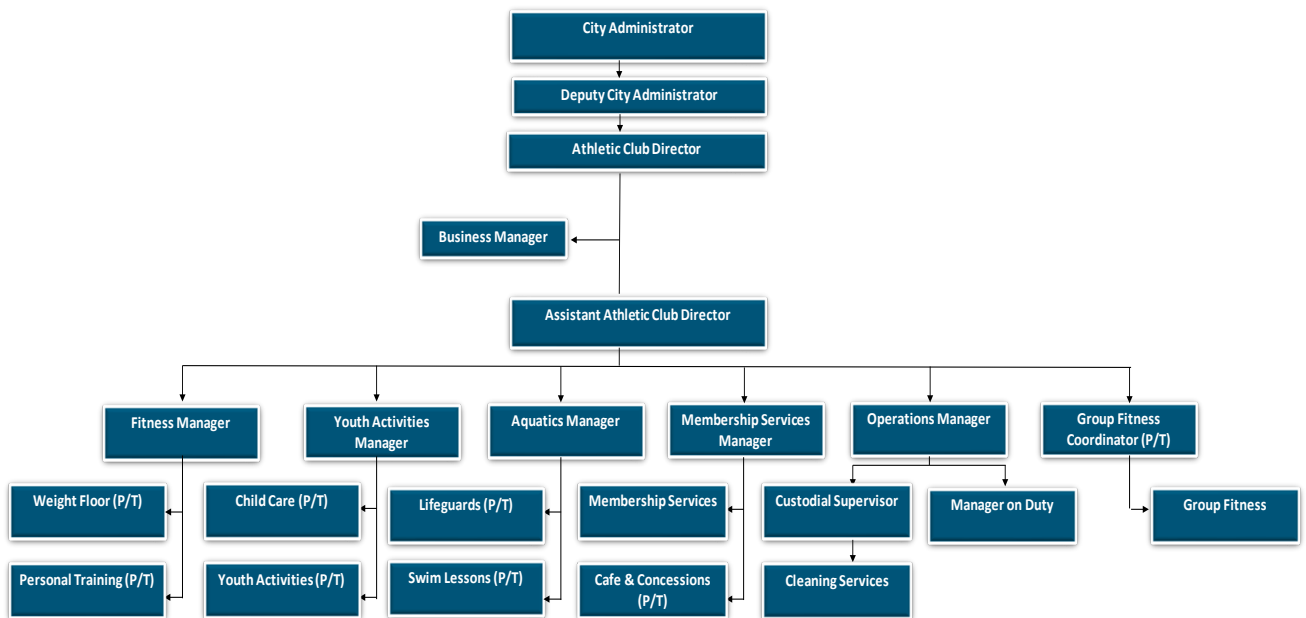 City Administrator
Deputy City Administrator
Athletic Club Director
Business Manager
Assistant Athletic Club Director
Fitness Manager
Youth Activities
Manager
Aquatics Manager
Membership Services
Manager
Operations Manager
Group Fitness
Coordinator (P/T)
Weight Floor (P/T)
Child Care (P/T)
Lifeguards (P/T)
Membership Services
Custodial Supervisor
Manager on Duty
Group Fitness
Personal Training (P/T)
Youth Activities (P/T)
Swim Lessons (P/T)
Cafe & Concessions
(P/T)
Cleaning Services